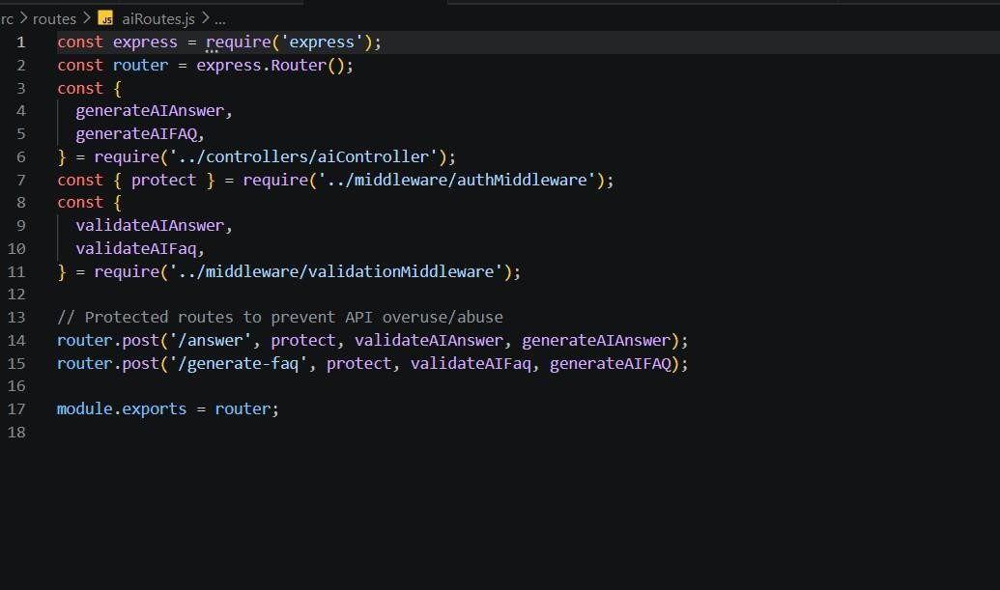 rc > routes > JS aiRoutes.js > ...
1 const express = require('express');
2 const router = express.Router();
3 const {
4   generateAIAnswer,
5   generateAIFAQ,
6 } = require('../controllers/aiController');
7 const { protect } = require('../middleware/authMiddleware');
8 const {
9   validateAIAnswer,
10   validateAIFaq,
11 } = require('../middleware/validationMiddleware');
12
13 // Protected routes to prevent API overuse/abuse
14 router.post('/answer', protect, validateAIAnswer, generateAIAnswer);
15 router.post('/generate-faq', protect, validateAIFaq, generateAIFAQ);
16
17 module.exports = router;
18